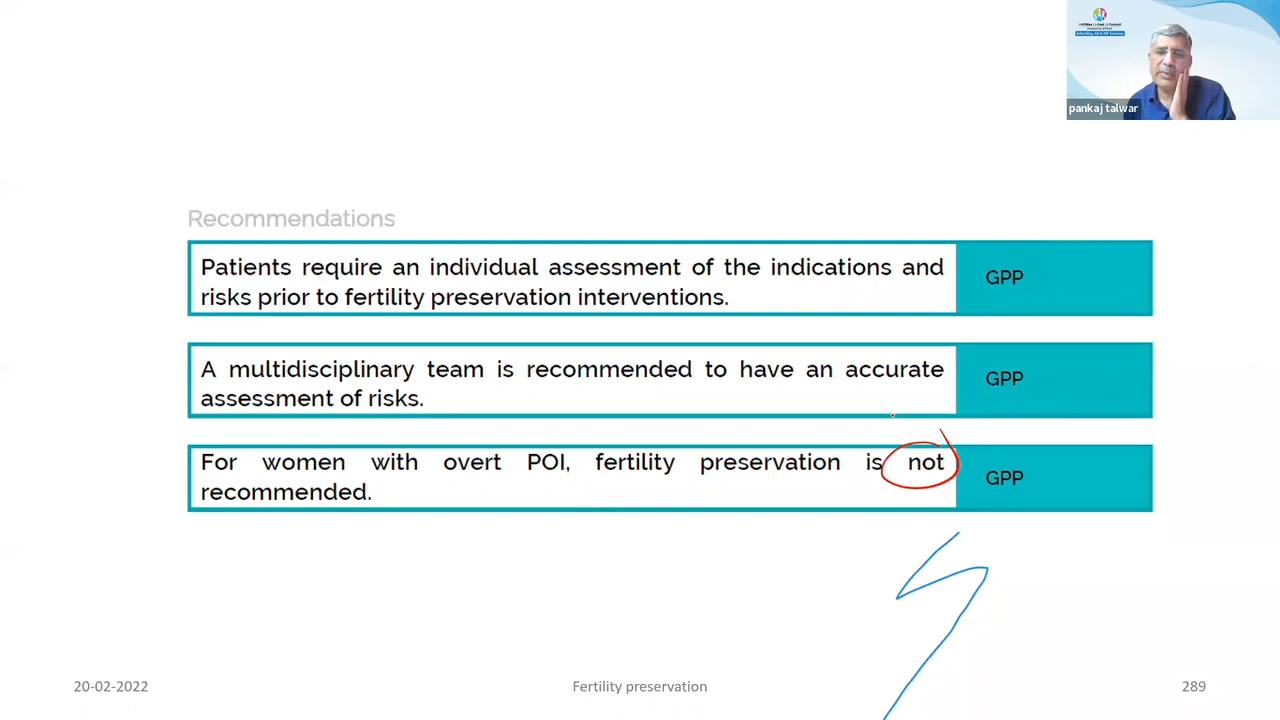 pankaj talwar
Recommendations
Patients require an individual assessment of the indications and
risks prior to fertility preservation interventions.
GPP
A multidisciplinary team is recommended to have an accurate
assessment of risks.
GPP
For women with overt POI, fertility preservation is not
recommended.
GPP
20-02-2022
Fertility preservation
289